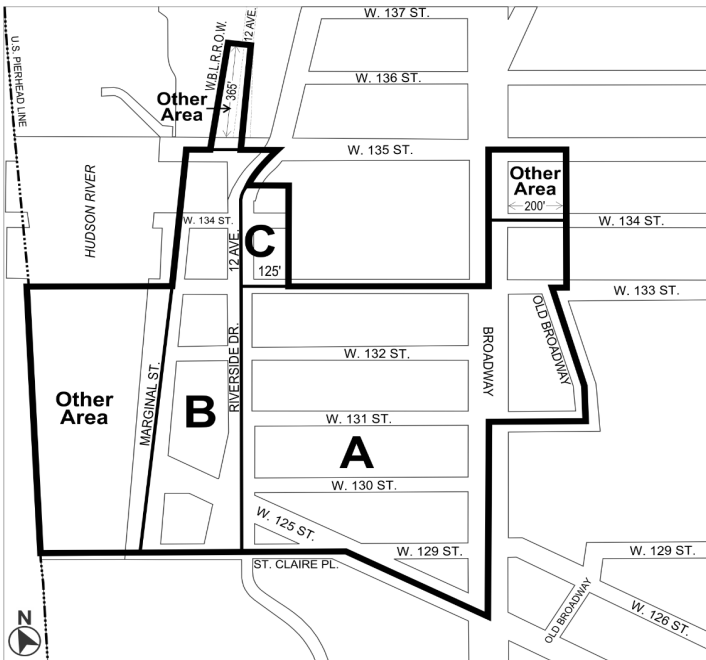 W. 137 ST.
12 AVE.
W.B.L.R.R.O.W.
U.S. PIERHEAD LINE
W. 136 ST.
365'
Other
Area
W. 135 ST.
Other
Area
200'
HUDSON RIVER
W. 134 ST.
W. 134 ST.
12 AVE.
C
125'
W. 133 ST.
OLD BROADWAY
BROADWAY
RIVERSIDE DR.
W. 132 ST.
MARGINAL ST.
Other
Area
B
W. 131 ST.
A
W. 130 ST.
W. 125 ST.
W. 129 ST.
W. 129 ST.
ST. CLAIRE PL.
OLD BROADWAY
W. 126 ST.
N